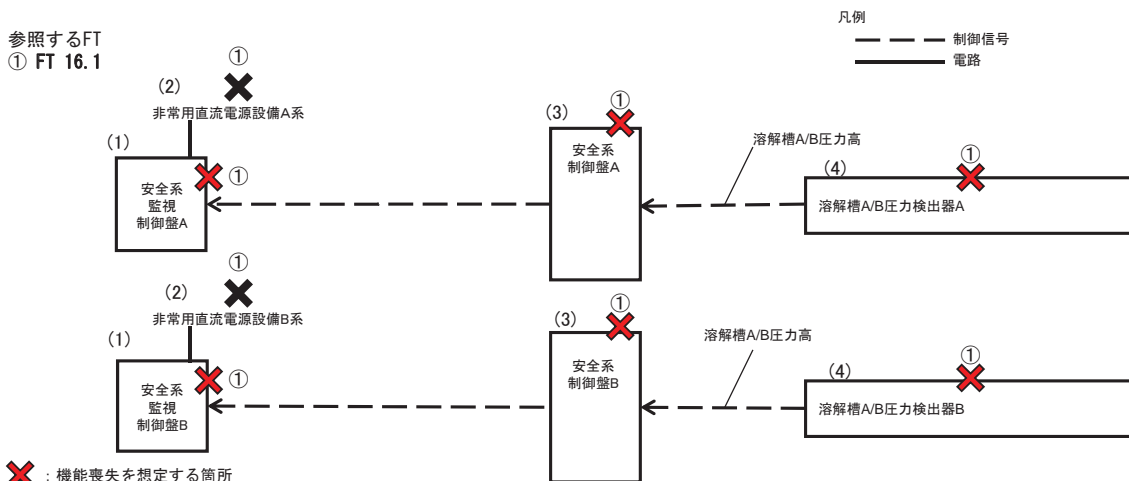 参照するFT
① FT 16.1
凡例
制御信号
電路
①
(2)
非常用直流電源設備A系
(1)
①
安全系
監視
制御盤A
(3)
①
安全系
制御盤A
溶解槽A/B圧力高
①
(4)
溶解槽A/B圧力検出器A
①
(2)
非常用直流電源設備B系
(1)
①
安全系
監視
制御盤B
①
(3)
安全系
制御盤B
溶解槽A/B圧力高
①
(4)
溶解槽A/B圧力検出器B
：機能喪失を想定する箇所